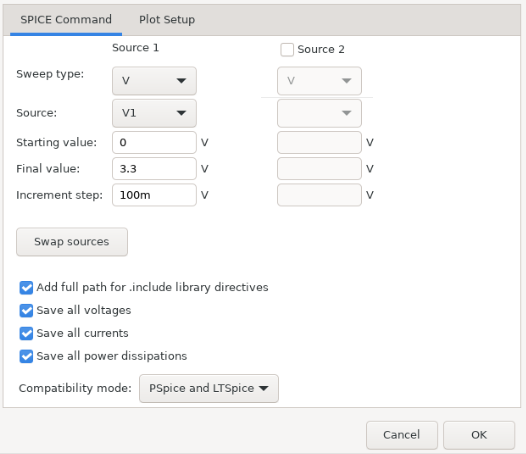 SPICE Command Plot Setup
Source 1 Source 2
Sweep type: V V
Source: V1
Starting value: 0 V V
Final value: 3.3 V V
Increment step: 100m V V
Swap sources
Add full path for .include library directives
Save all voltages
Save all currents
Save all power dissipations
Compatibility mode: PSpice and LTSpice
Cancel OK